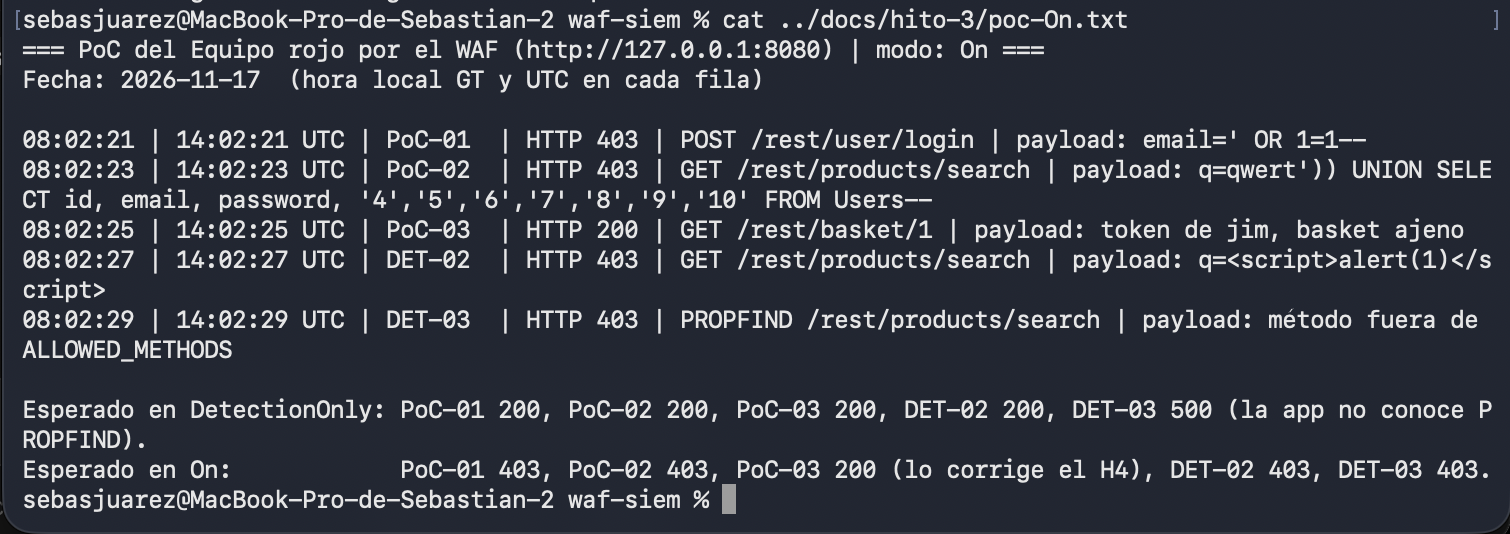 [sebasjuarez@MacBook-Pro-de-Sebastian-2 waf-siem % cat ../docs/hito-3/poc-On.txt ]
=== PoC del Equipo rojo por el WAF (http://127.0.0.1:8080) | modo: On ===
Fecha: 2026-11-17  (hora local GT y UTC en cada fila)

08:02:21 | 14:02:21 UTC | PoC-01  | HTTP 403 | POST /rest/user/login | payload: email=' OR 1=1--
08:02:23 | 14:02:23 UTC | PoC-02  | HTTP 403 | GET /rest/products/search | payload: q=qwert')) UNION SELE
CT id, email, password, '4','5','6','7','8','9','10' FROM Users--
08:02:25 | 14:02:25 UTC | PoC-03  | HTTP 200 | GET /rest/basket/1 | payload: token de jim, basket ajeno
08:02:27 | 14:02:27 UTC | DET-02  | HTTP 403 | GET /rest/products/search | payload: q=<script>alert(1)</s
cript>
08:02:29 | 14:02:29 UTC | DET-03  | HTTP 403 | PROPFIND /rest/products/search | payload: método fuera de
ALLOWED_METHODS

Esperado en DetectionOnly: PoC-01 200, PoC-02 200, PoC-03 200, DET-02 200, DET-03 500 (la app no conoce P
ROPFIND).
Esperado en On:            PoC-01 403, PoC-02 403, PoC-03 200 (lo corrige el H4), DET-02 403, DET-03 403.
sebasjuarez@MacBook-Pro-de-Sebastian-2 waf-siem %